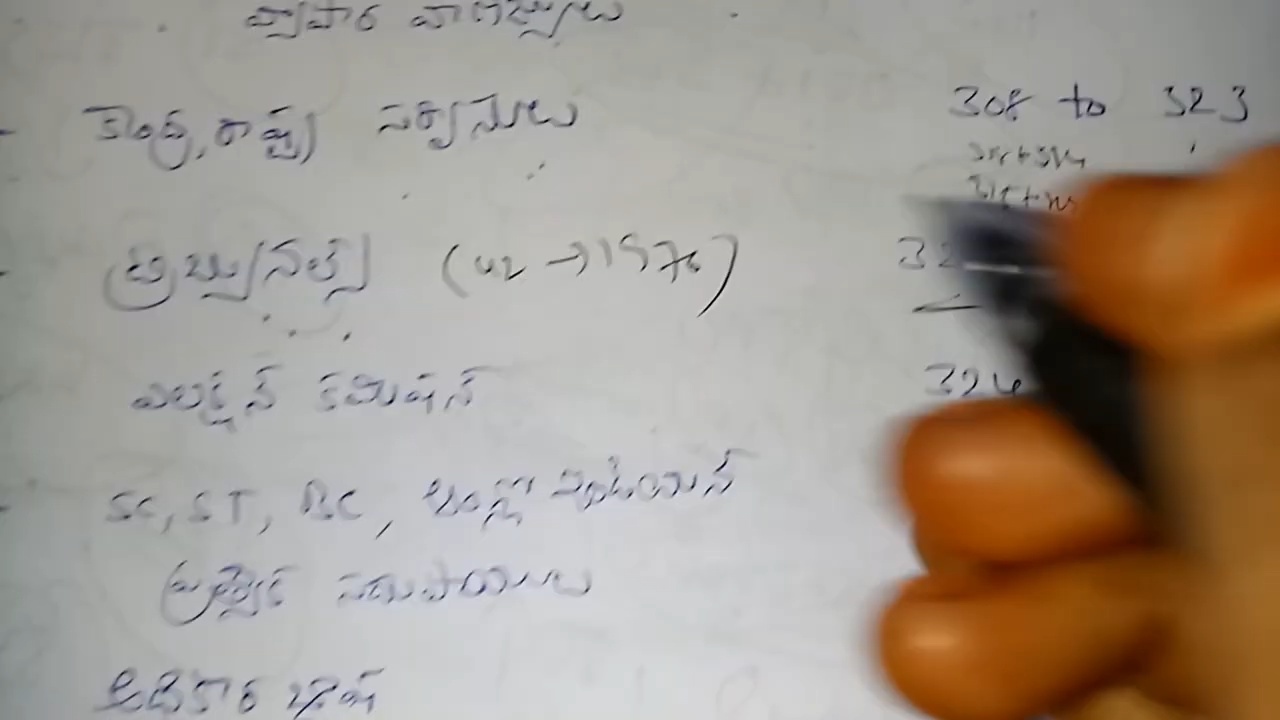 వ్యాపార వాణిజ్యాలు
- కేంద్ర, రాష్ట్ర సర్వీసులు 308 to 323
- ట్రిబ్యునల్స్ (42 → 1976) 32
ఎలక్షన్ కమిషన్ 324
- SC, ST, BC, ఆంగ్లో ఇండియన్
ప్రత్యేక సదుపాయాలు
అధికార భాష